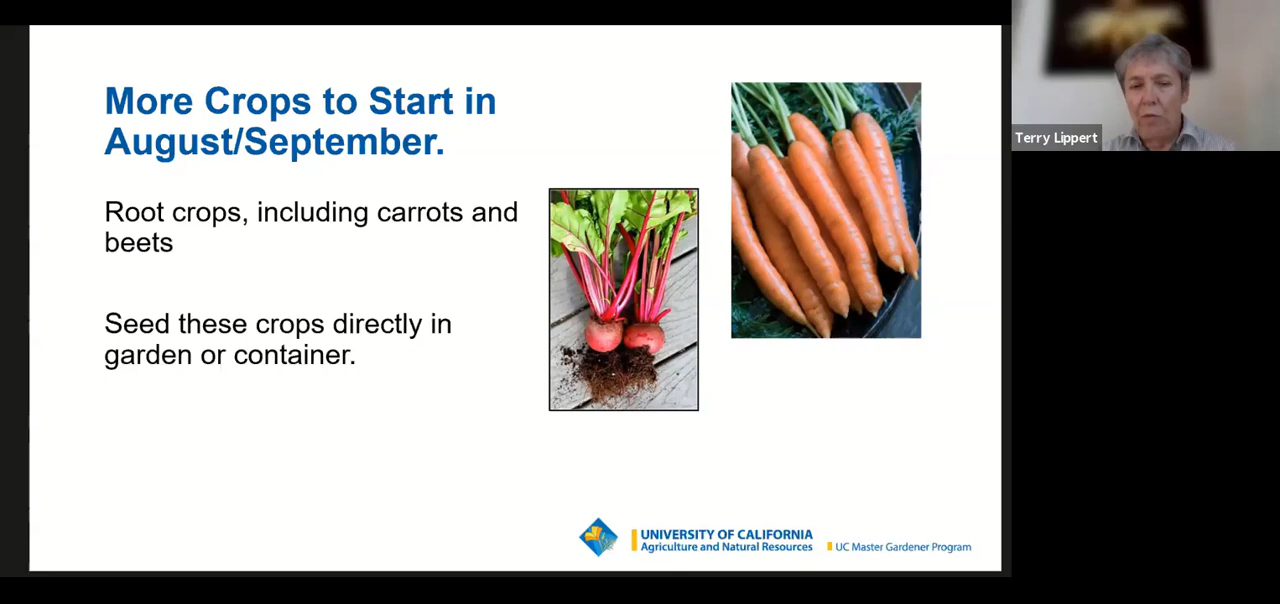 More Crops to Start in
August/September.
Root crops, including carrots and
beets
Seed these crops directly in
garden or container.
UNIVERSITY OF CALIFORNIA
Agriculture and Natural Resources
UC Master Gardener Program
Terry Lippert